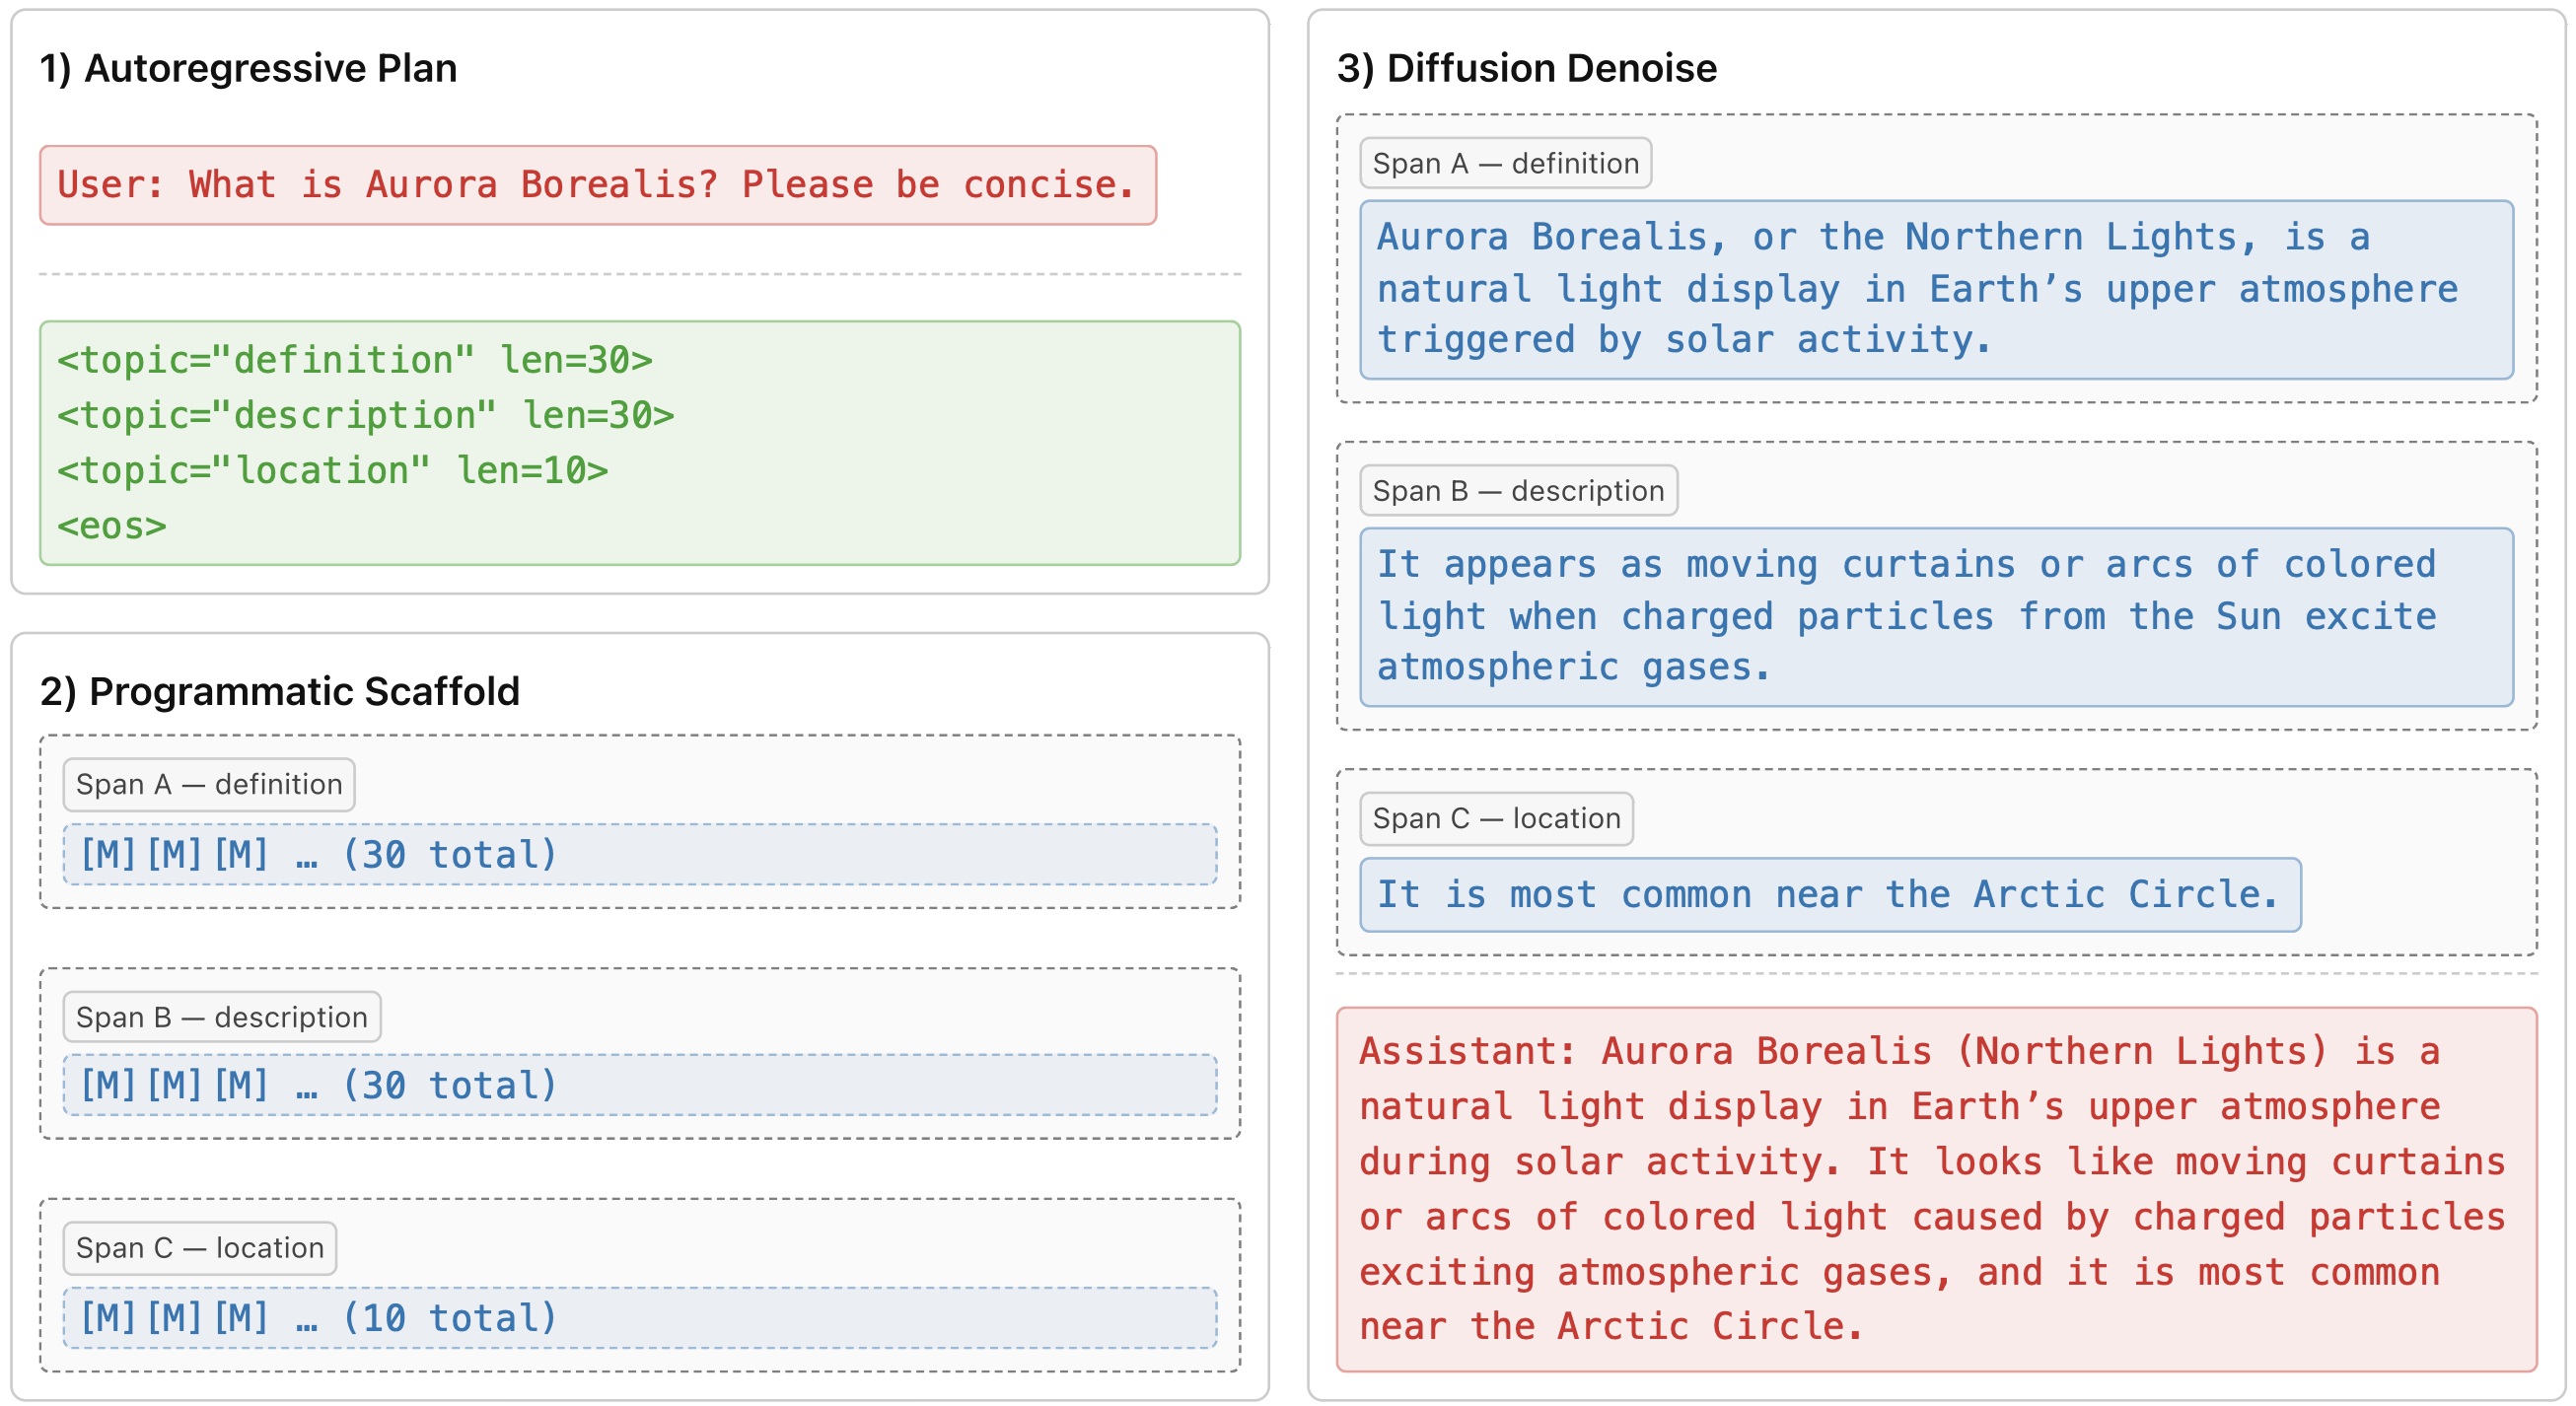 1) Autoregressive Plan
User: What is Aurora Borealis? Please be concise.
<topic="definition" len=30>
<topic="description" len=30>
<topic="location" len=10>
<eos>
2) Programmatic Scaffold
Span A — definition
[M][M][M] … (30 total)
Span B — description
[M][M][M] … (30 total)
Span C — location
[M][M][M] … (10 total)
3) Diffusion Denoise
Span A — definition
Aurora Borealis, or the Northern Lights, is a
natural light display in Earth’s upper atmosphere
triggered by solar activity.
Span B — description
It appears as moving curtains or arcs of colored
light when charged particles from the Sun excite
atmospheric gases.
Span C — location
It is most common near the Arctic Circle.
Assistant: Aurora Borealis (Northern Lights) is a
natural light display in Earth’s upper atmosphere
during solar activity. It looks like moving curtains
or arcs of colored light caused by charged particles
exciting atmospheric gases, and it is most common
near the Arctic Circle.